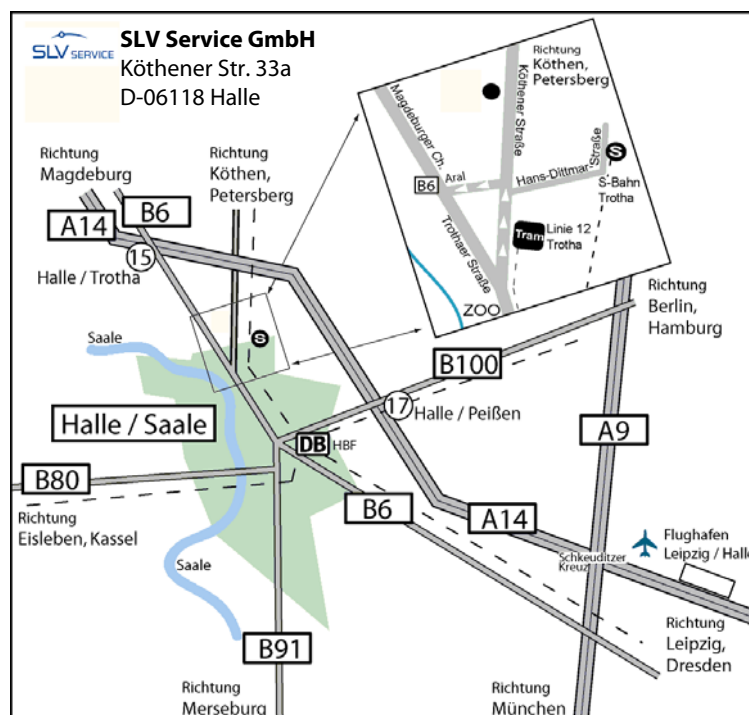 SLV SERVICE
SLV Service GmbH
Köthener Str. 33a
D-06118 Halle
Richtung
Köthen,
Petersberg
Magdeburger Ch.
Köthener Straße
Aral
B6
Hans-Dittmar-Straße
S
S-Bahn
Trotha
Trothaer Straße
Tram
Linie 12
Trotha
ZOO
Richtung
Magdeburg
Richtung
Köthen,
Petersberg
B6
A14
15
Halle / Trotha
Saale
S
Richtung
Berlin,
Hamburg
B100
17
Halle / Peißen
Halle / Saale
DB
HBF
A9
B80
B6
A14
Richtung
Eisleben, Kassel
Flughafen
Leipzig / Halle
Schkeuditzer
Kreuz
Saale
Richtung
Leipzig,
Dresden
B91
Richtung
Merseburg
Richtung
München